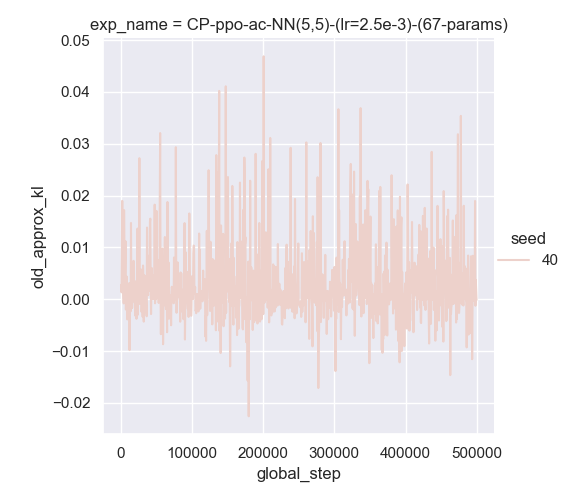 exp_name = CP-ppo-ac-NN(5,5)-(lr=2.5e-3)-(67-params)
0.05
0.04
0.03
0.02
0.01
0.00
−0.01
−0.02
old_approx_kl
seed
40
0 100000 200000 300000 400000 500000
global_step